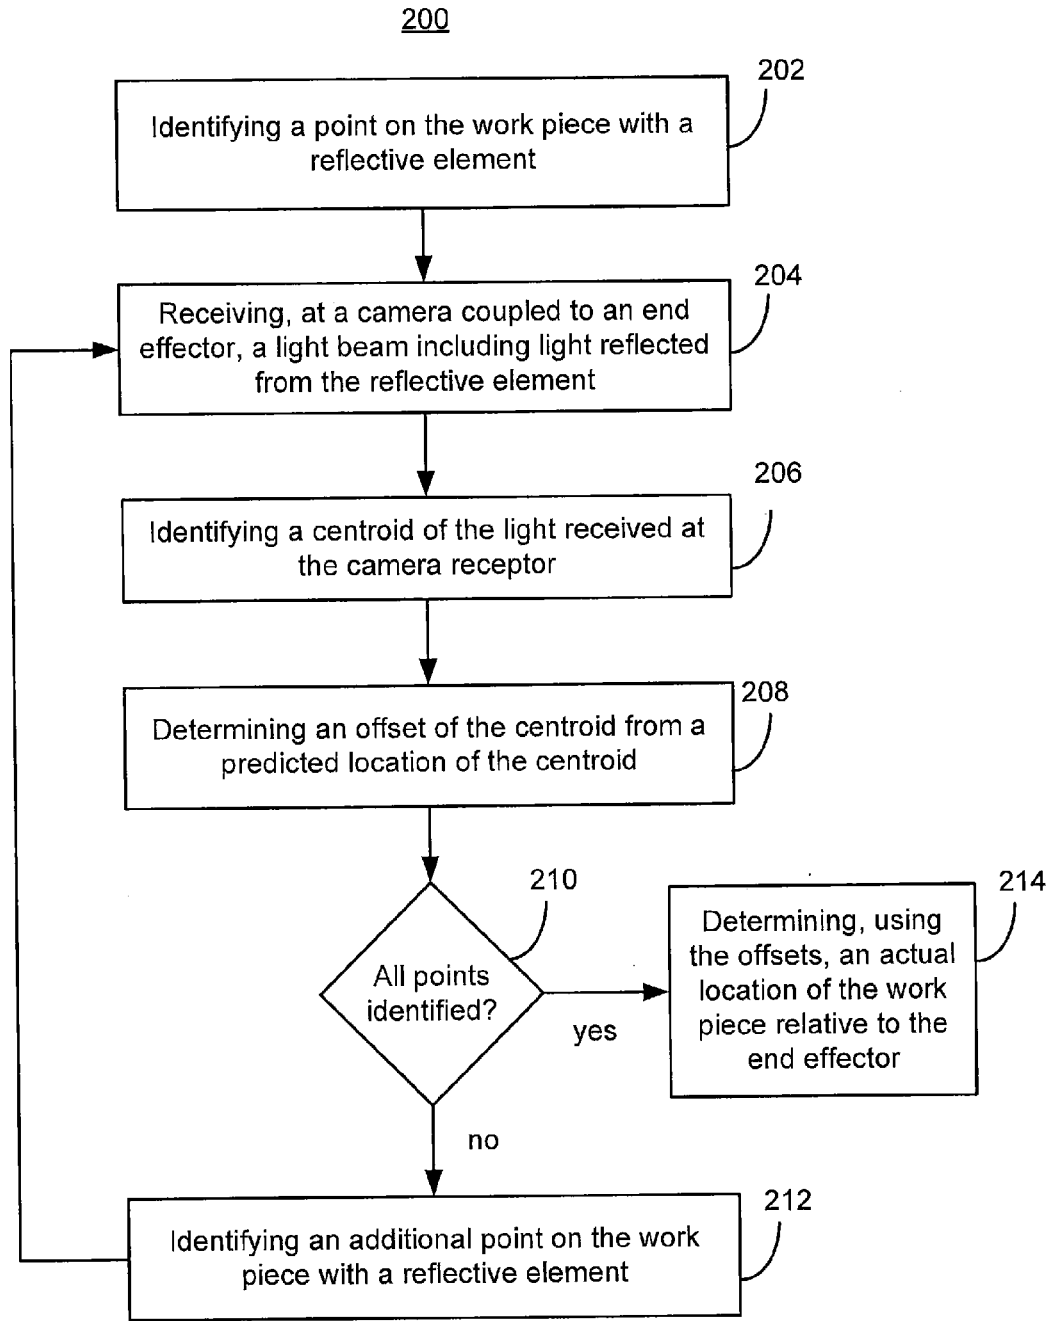 200
202
Identifying a point on the work piece with a
reflective element
204
Receiving, at a camera coupled to an end
effector, a light beam including light reflected
from the reflective element
206
Identifying a centroid of the light received at
the camera receptor
208
Determining an offset of the centroid from a
predicted location of the centroid
210
All points
identified?
yes
214
Determining, using
the offsets, an actual
location of the work
piece relative to the
end effector
no
212
Identifying an additional point on the work
piece with a reflective element